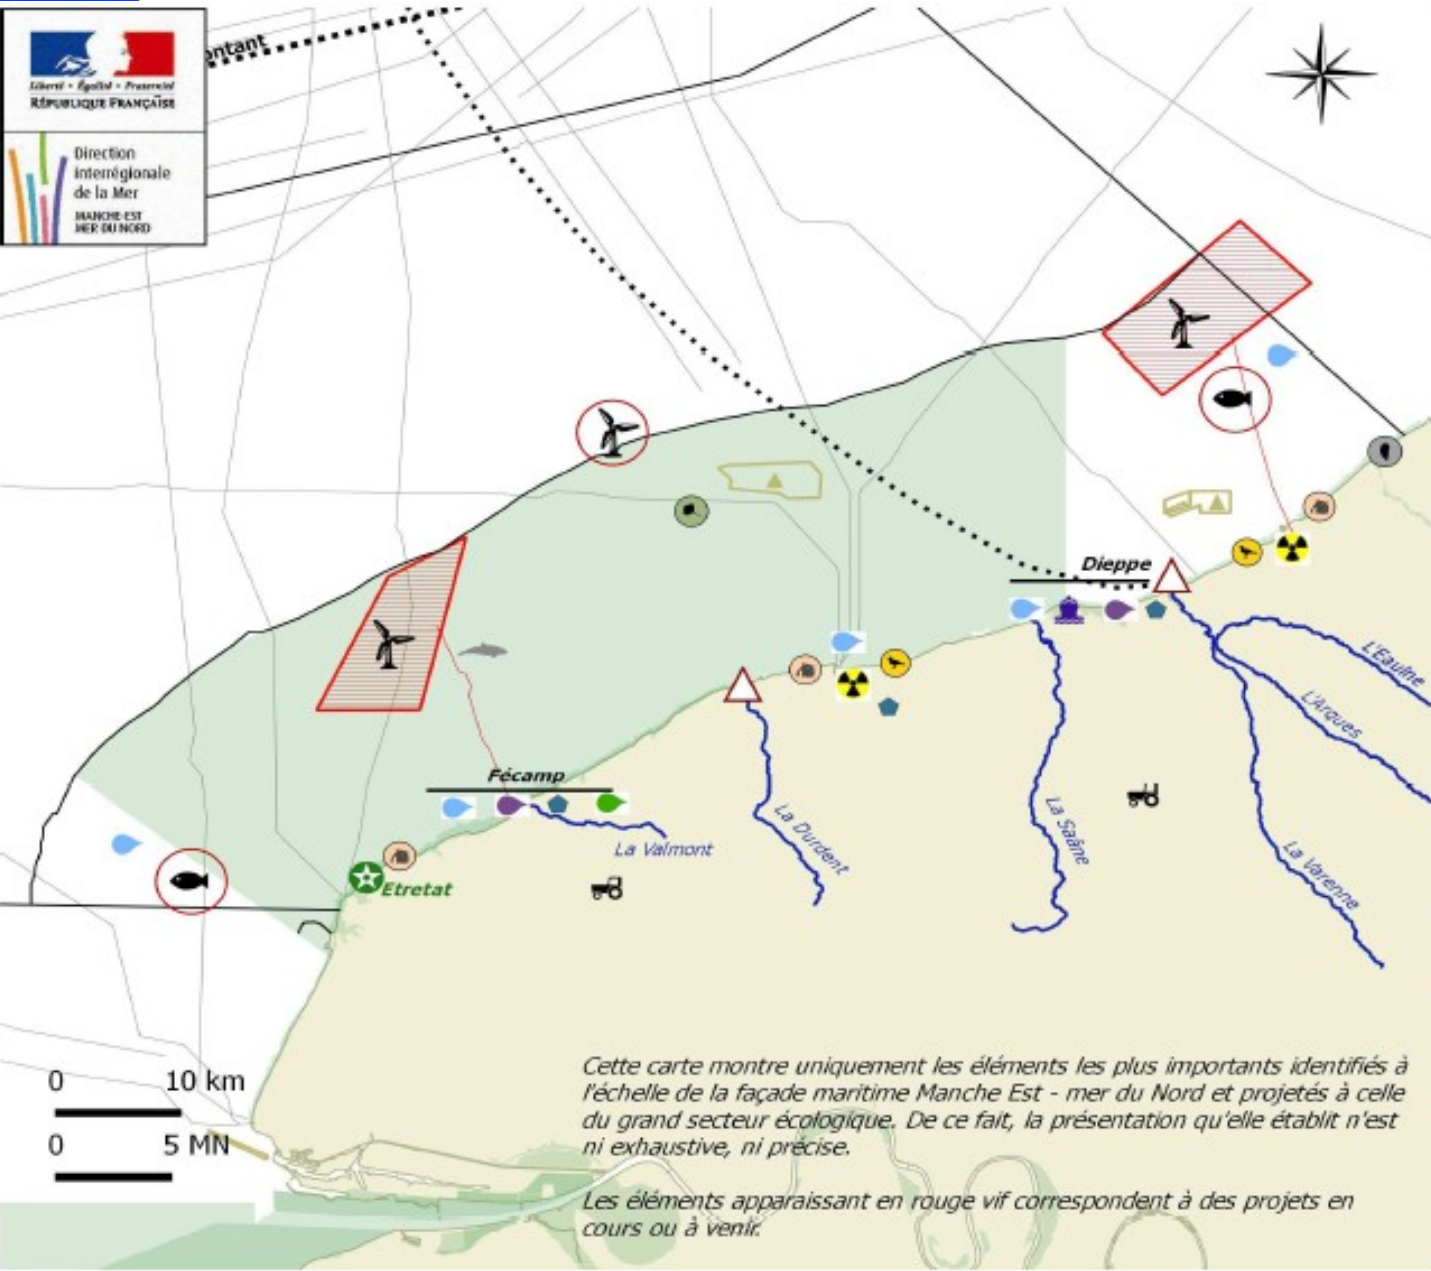 Liberté • Égalité • Fraternité
RÉPUBLIQUE FRANÇAISE
Direction
interrégionale
de la Mer
MANCHE EST
MER DU NORD
Dieppe
L'Eaulne
L'Arques
Fécamp
La Valmont
La Durdent
La Saâne
La Varenne
Etretat
0 10 km
0 5 MN
Cette carte montre uniquement les éléments les plus importants identifiés à
l'échelle de la façade maritime Manche Est - mer du Nord et projetés à celle
du grand secteur écologique. De ce fait, la présentation qu'elle établit n'est
ni exhaustive, ni précise.
Les éléments apparaissant en rouge vif correspondent à des projets en
cours ou à venir.